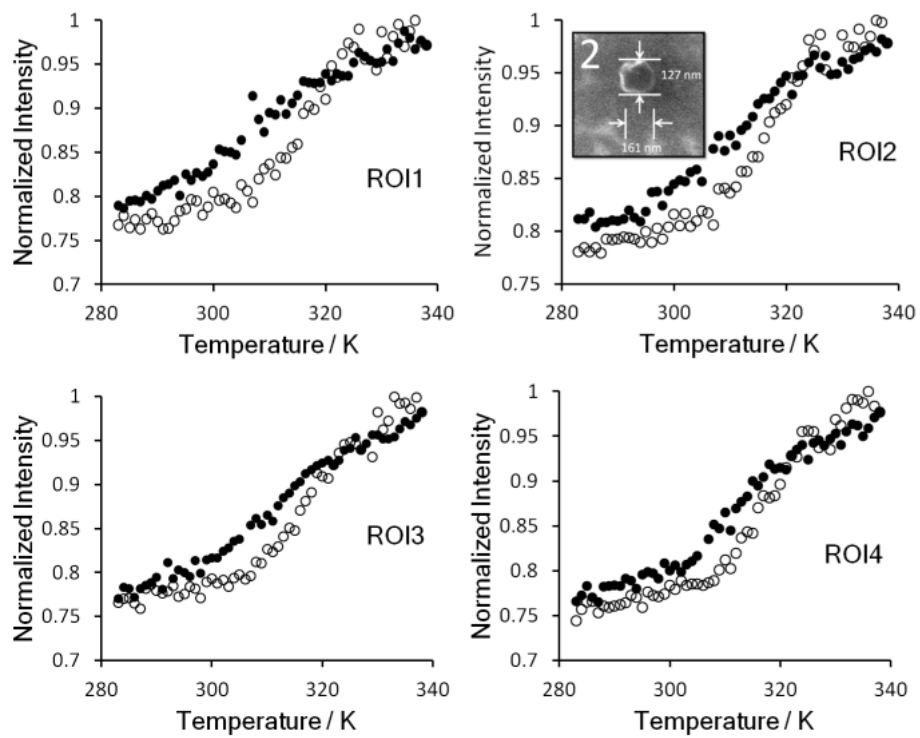 1
0.95
0.9
0.85
0.8
0.75
0.7
280 300 320 340
Normalized Intensity
Temperature / K
ROI1
1
0.95
0.9
0.85
0.8
0.75
280 300 320 340
Normalized Intensity
Temperature / K
2
127 nm
161 nm
ROI2
1
0.95
0.9
0.85
0.8
0.75
0.7
280 300 320 340
Normalized Intensity
Temperature / K
ROI3
1
0.95
0.9
0.85
0.8
0.75
0.7
280 300 320 340
Normalized Intensity
Temperature / K
ROI4